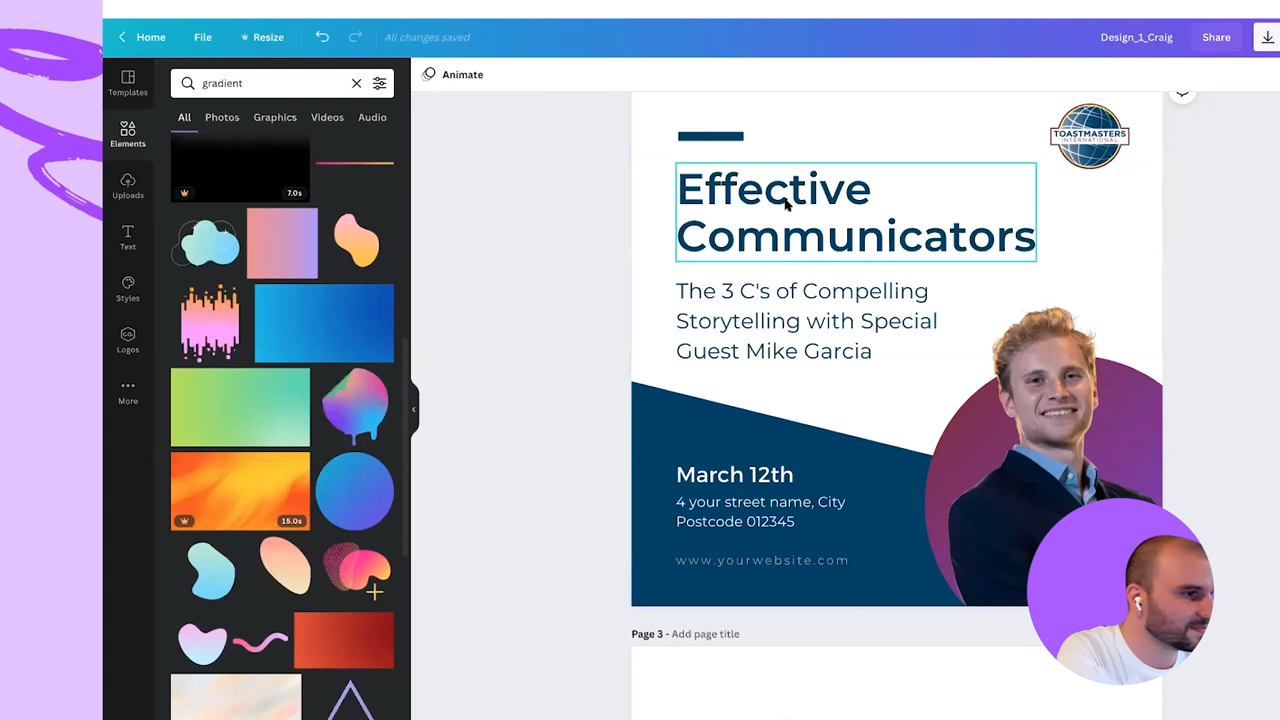 Home File Resize All changes saved Design_1_Craig Share
gradient
Animate
Templates
All Photos Graphics Videos Audio
Elements
7.0s
Uploads
Text
Styles
CO.
Logos
More
15.0s
TOASTMASTERS
INTERNATIONAL
Effective
Communicators
The 3 C's of Compelling
Storytelling with Special
Guest Mike Garcia
March 12th
4 your street name, City
Postcode 012345
www.yourwebsite.com
Page 3 - Add page title